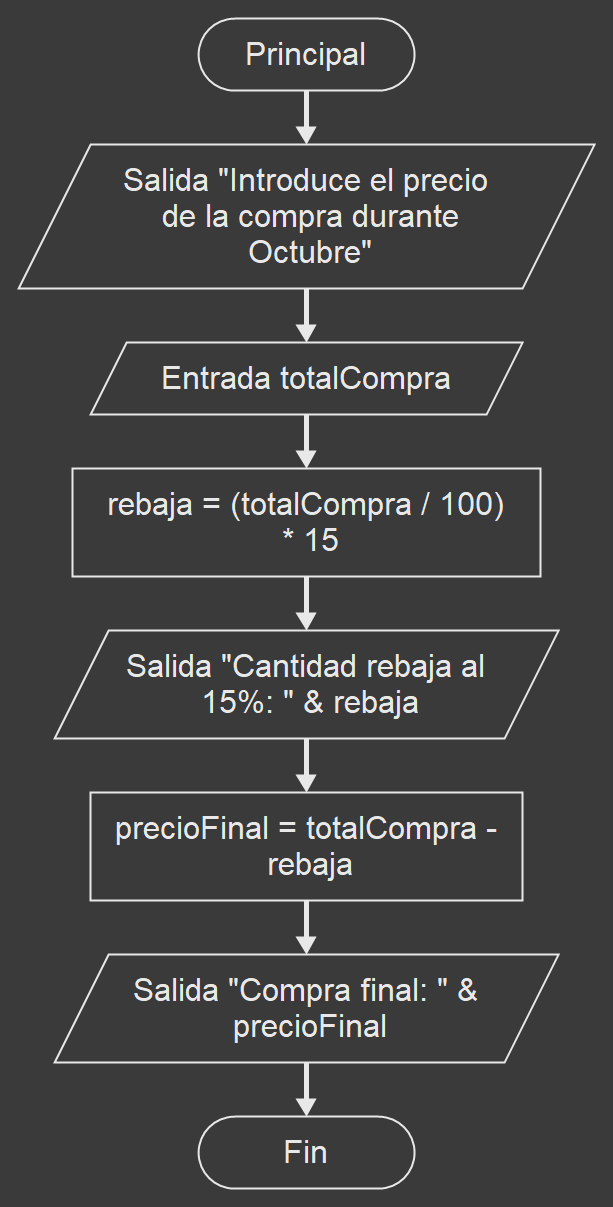 Principal
Salida "Introduce el precio
de la compra durante
Octubre"
Entrada totalCompra
rebaja = (totalCompra / 100)
* 15
Salida "Cantidad rebaja al
15%: " & rebaja
precioFinal = totalCompra -
rebaja
Salida "Compra final: " &
precioFinal
Fin